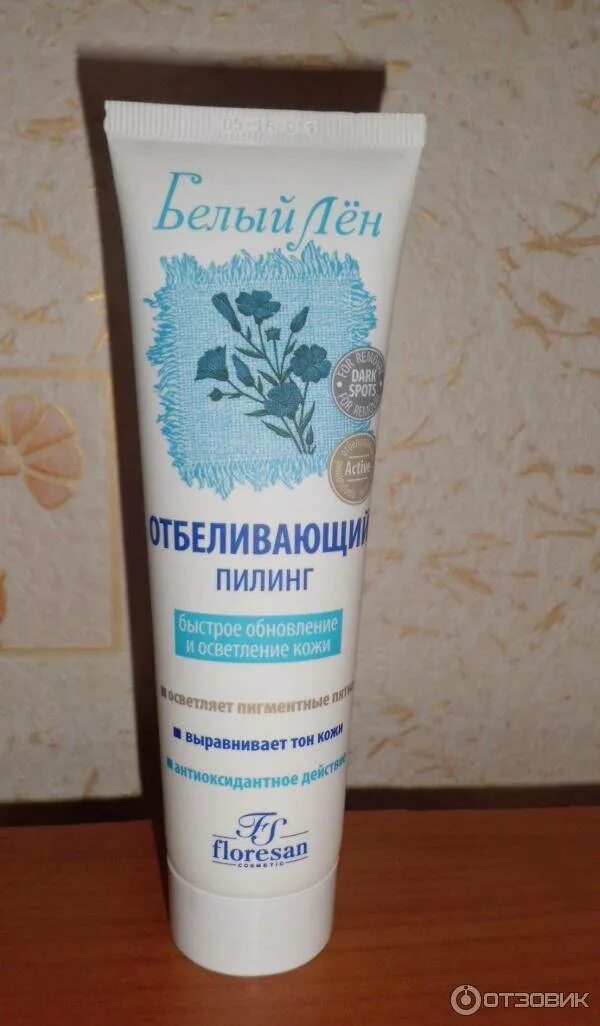 Белый Лён
FOR REMOVE
DARK
SPOTS
Active
ОТБЕЛИВАЮЩИЙ
ПИЛИНГ
быстрое обновление
и осветление кожи
осветляет пигментные пятна
выравнивает тон кожи
антиоксидантное действие
FS
floresan
COSMETIC
ОТЗОВИК